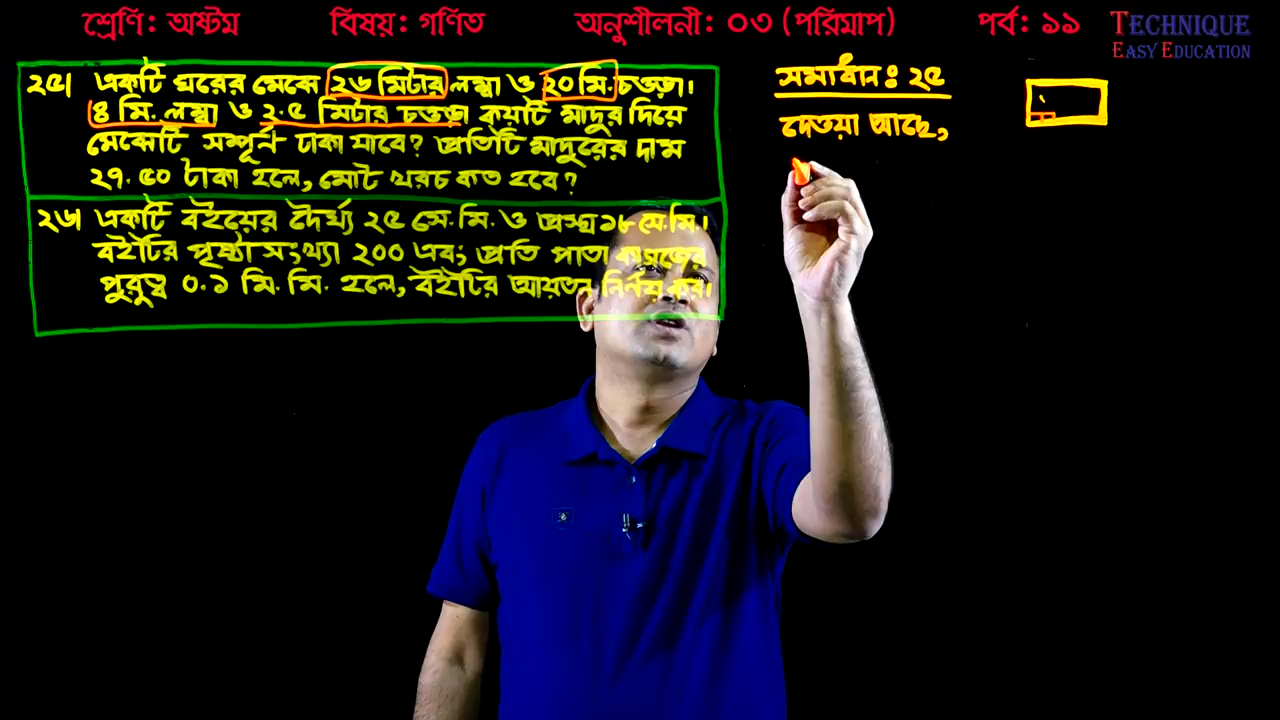 শ্রেণি: অষ্টম বিষয়: গণিত অনুশীলনী: ০৩ (পরিমাপ) পর্ব: ১১
TECHNIQUE
EASY EDUCATION
২৫। একটি ঘরের মেঝে ২৬ মিটার লম্বা ও ২০ মি. চওড়া।
৪ মি. লম্বা ও ২.৫ মিটার চওড়া কয়টি মাদুর দিয়ে
মেঝেটি সম্পূর্ণ ঢাকা যাবে? প্রতিটি মাদুরের দাম
২৭.৫০ টাকা হলে, মোট খরচ কত হবে?
২৬। একটি বইয়ের দৈর্ঘ্য ২৫ সে.মি. ও প্রস্থ ১৮ সে.মি.।
বইটির পৃষ্ঠাসংখ্যা ২০০ এবং প্রতি পাতা কাগজের
পুরুত্ব ০.১ মি.মি. হলে, বইটির আয়তন নির্ণয় কর।
সমাধান: ২৫
দেওয়া আছে,